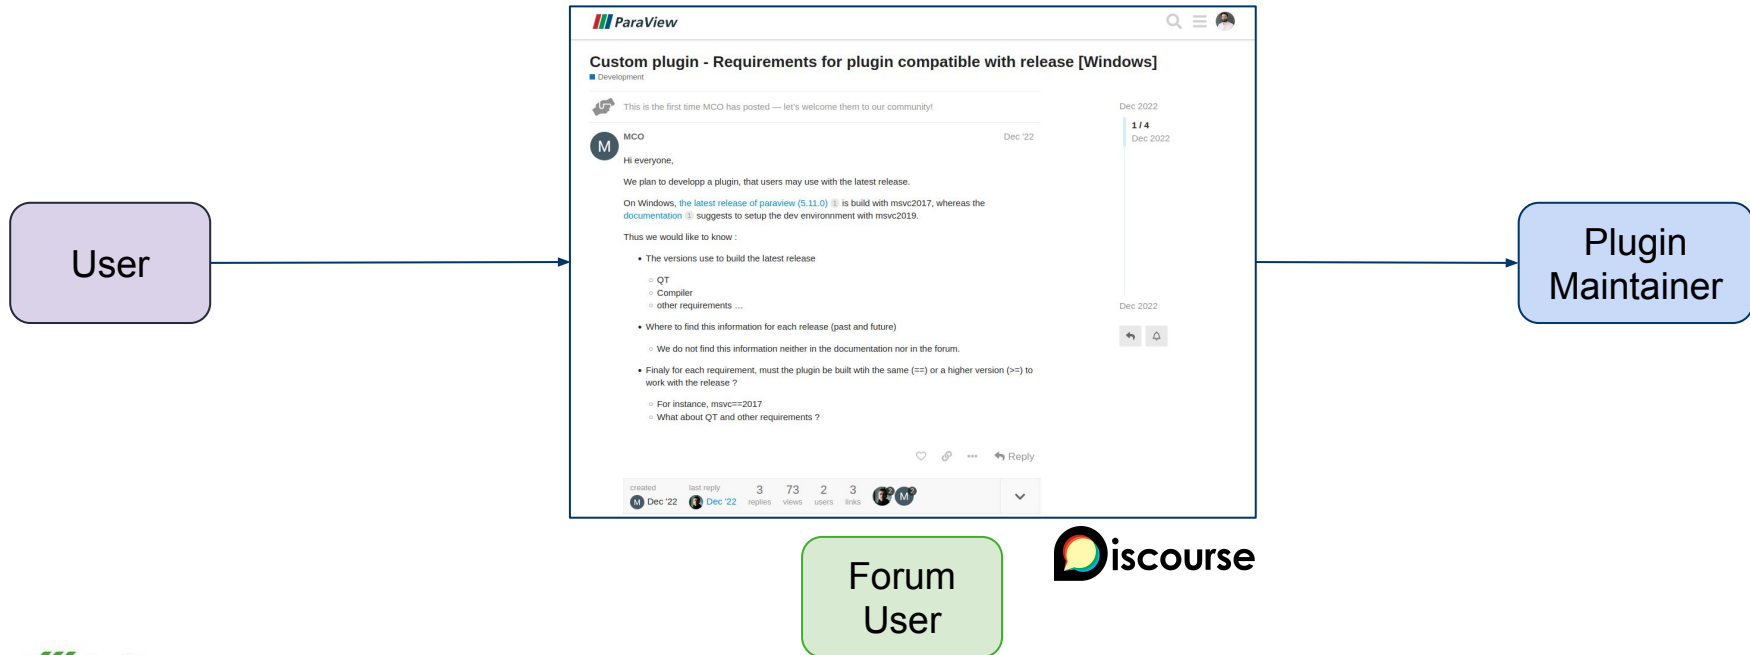 ParaView
Custom plugin - Requirements for plugin compatible with release [Windows]
Development
This is the first time MCO has posted — let's welcome them to our community!
Dec 2022
1 / 4
Dec 2022
M
MCO
Dec '22
Hi everyone,
We plan to developp a plugin, that users may use with the latest release.
On Windows, the latest release of paraview (5.11.0) 1 is build with msvc2017, whereas the
documentation 1 suggests to setup the dev environnment with msvc2019.
Thus we would like to know :
• The versions use to build the latest release
○ QT
○ Compiler
○ other requirements …
• Where to find this information for each release (past and future)
○ We do not find this information neither in the documentation nor in the forum.
• Finaly for each requirement, must the plugin be built wtih the same (==) or a higher version (>=) to
work with the release ?
○ For instance, msvc==2017
○ What about QT and other requirements ?
Dec 2022
Reply
created
last reply
3
73
2
3
M Dec '22
Dec '22
replies
views
users
links
2
M
2
User
Plugin
Maintainer
Discourse
Forum
User